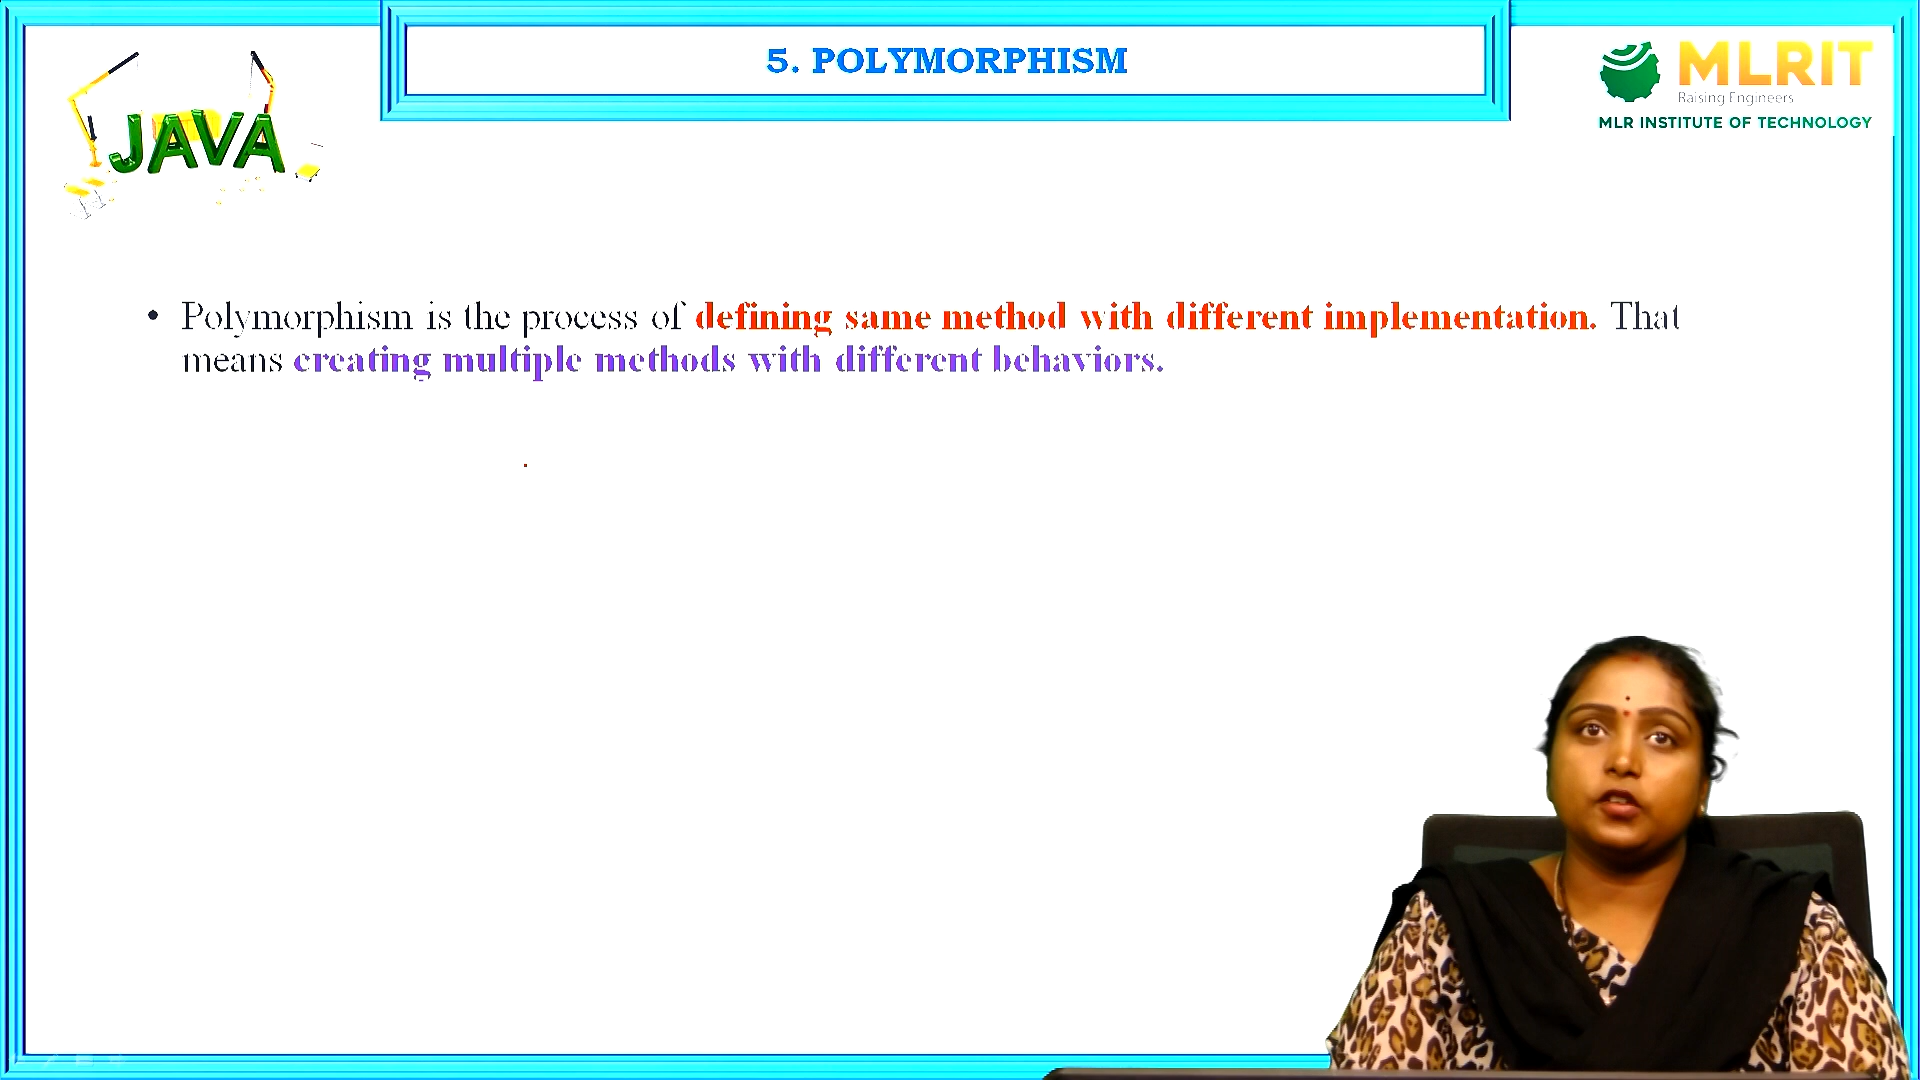 5. POLYMORPHISM
JAVA
MLRIT
Raising Engineers
MLR INSTITUTE OF TECHNOLOGY
• Polymorphism is the process of defining same method with different implementation. That
means creating multiple methods with different behaviors.